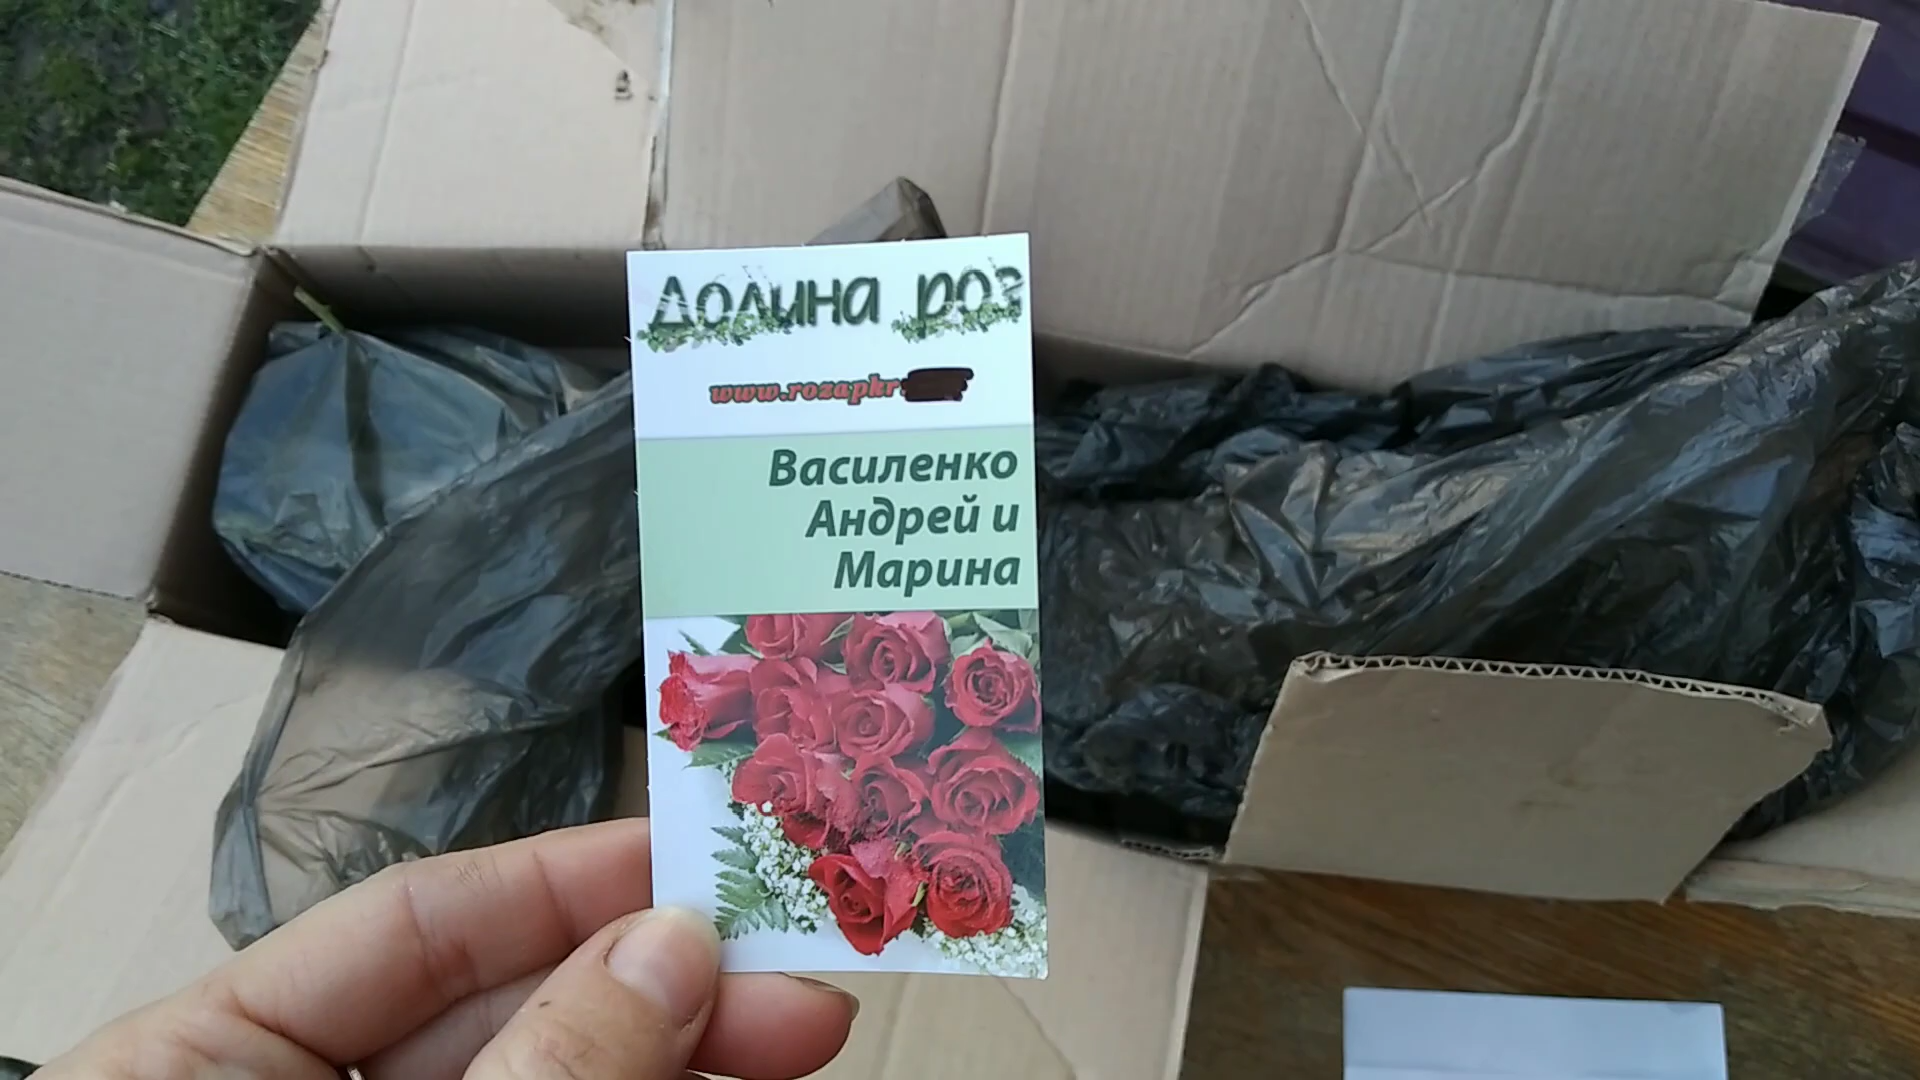 Долина роз
www.rozapkr
Василенко
Андрей и
Марина